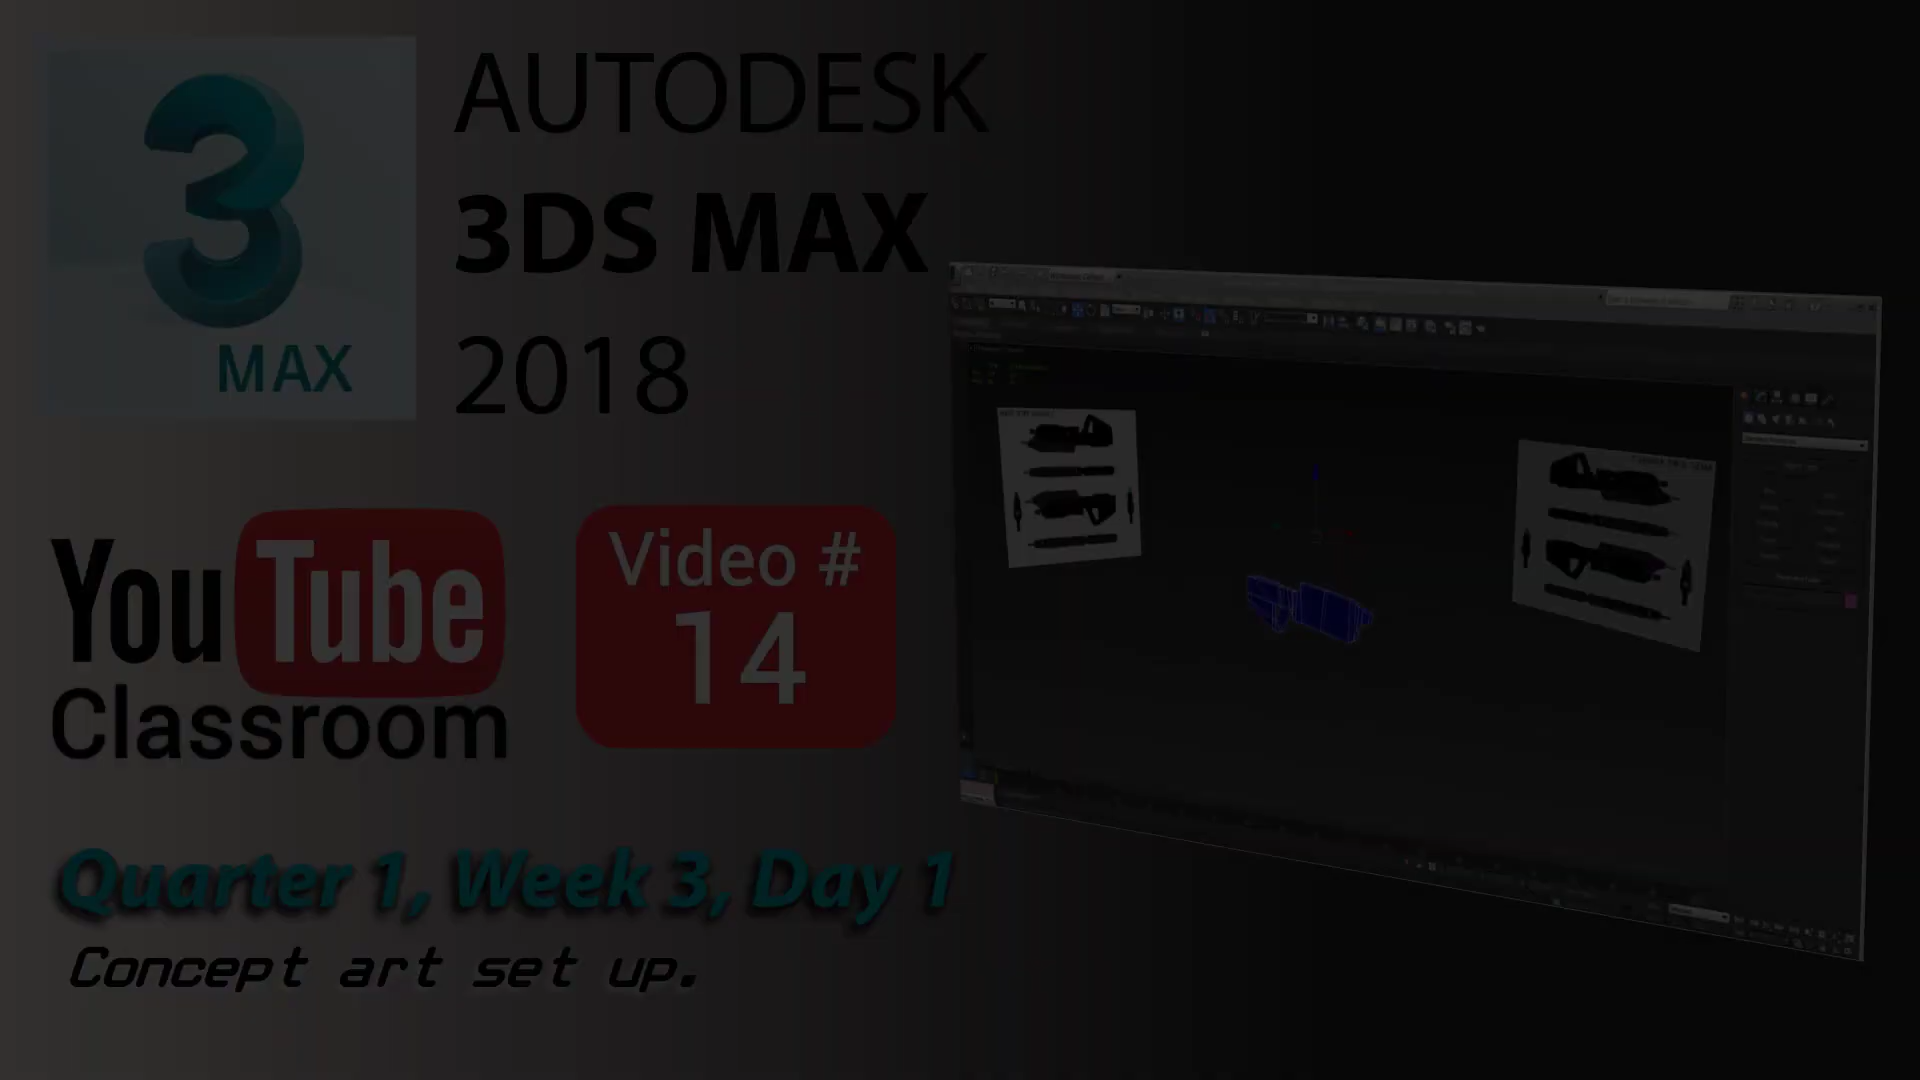 AUTODESK
3DS MAX
2018
MAX
YouTube
Classroom
Video #
14
Quarter 1, Week 3, Day 1
Concept art set up.